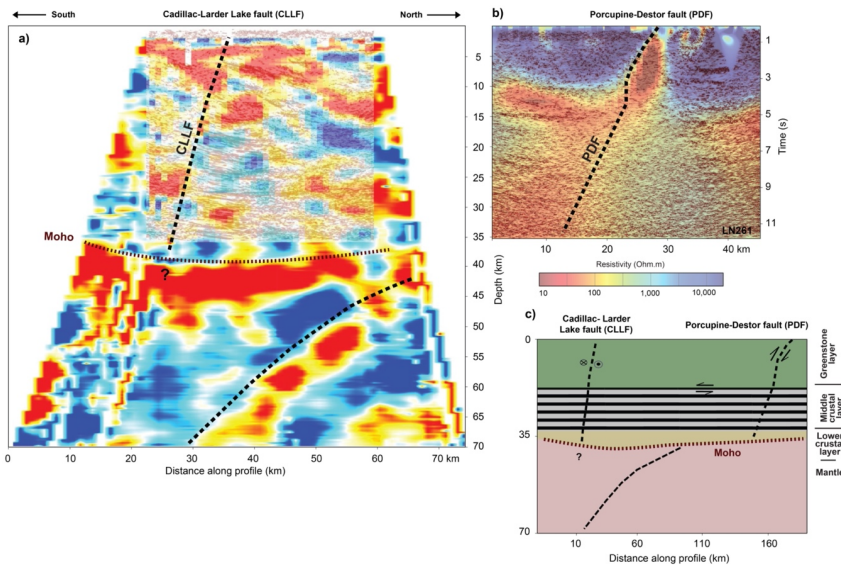 South
Cadillac-Larder Lake fault (CLLF)
North
a)
CLLF
Moho
?
5
10
15
20
25
30
35
40
45
50
55
60
65
70
Depth (km)
0 10 20 30 40 50 60 70 km
Distance along profile (km)
b)
Porcupine-Destor fault (PDF)
PDF
LN261
1
3
5
7
9
11
Time (s)
10 20 30 40 km
Resistivity (Ohm.m)
10 100 1,000 10,000
c)
Cadillac- Larder
Lake fault (CLLF)
Porcupine-Destor fault (PDF)
0
35
70
Moho
?
Greenstone
layer
Middle
crustal
layer
Lower
crustal
layer
Mantle
10 60 110 160
Distance along profile (km)